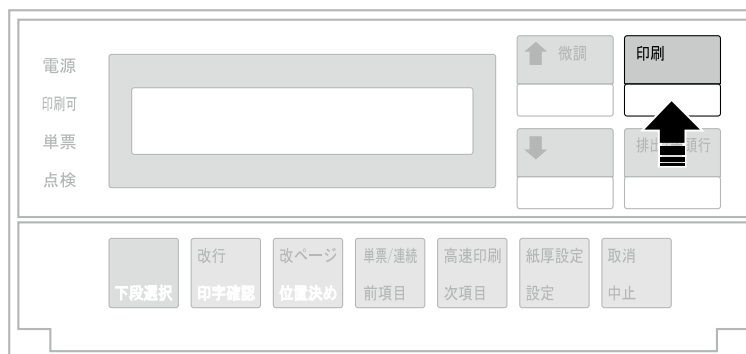 電源
印刷可
単票
点検
微調
印刷
排出
頭行
下段選択
改行
印字確認
改ページ
位置決め
単票/連続
前項目
高速印刷
次項目
紙厚設定
設定
取消
中止